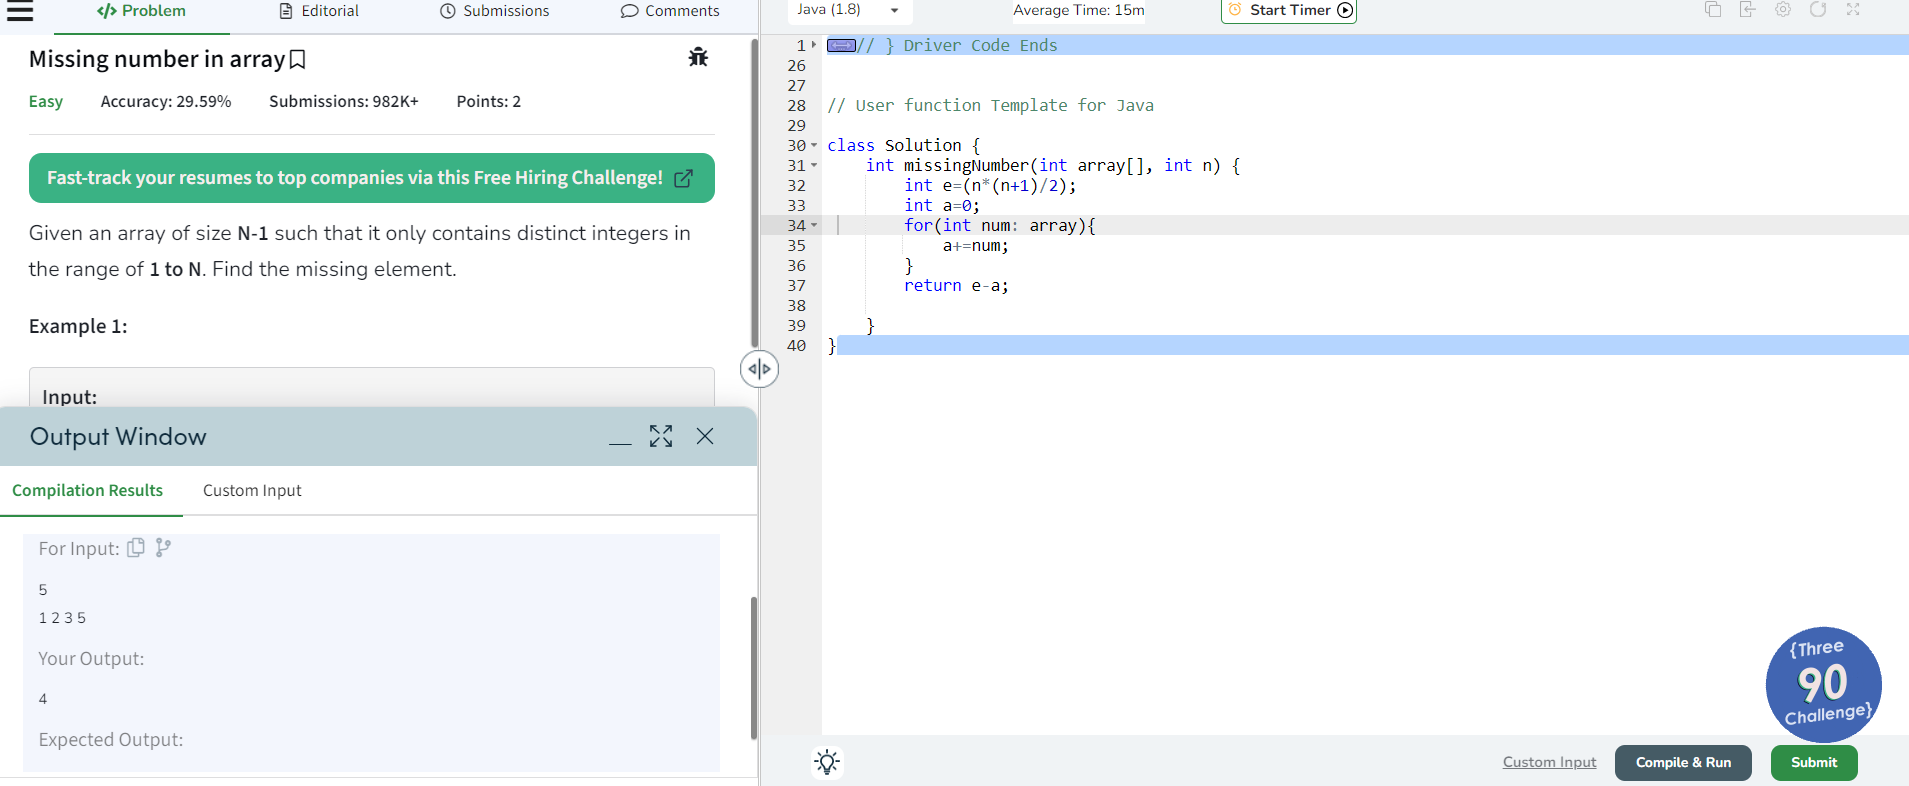 </> Problem
Editorial
Submissions
Comments
Missing number in array
Easy Accuracy: 29.59% Submissions: 982K+ Points: 2
Fast-track your resumes to top companies via this Free Hiring Challenge!
Given an array of size N-1 such that it only contains distinct integers in
the range of 1 to N. Find the missing element.
Example 1:
Input:
Output Window
Compilation Results Custom Input
For Input:
5
1 2 3 5
Your Output:
4
Expected Output:
Java (1.8) Average Time: 15m Start Timer
1 // } Driver Code Ends
26
27
28 // User function Template for Java
29
30 class Solution {
31 int missingNumber(int array[], int n) {
32 int e=(n*(n+1)/2);
33 int a=0;
34 for(int num: array){
35 a+=num;
36 }
37 return e-a;
38
39 }
40 }
{Three
90
Challenge}
Custom Input Compile & Run Submit